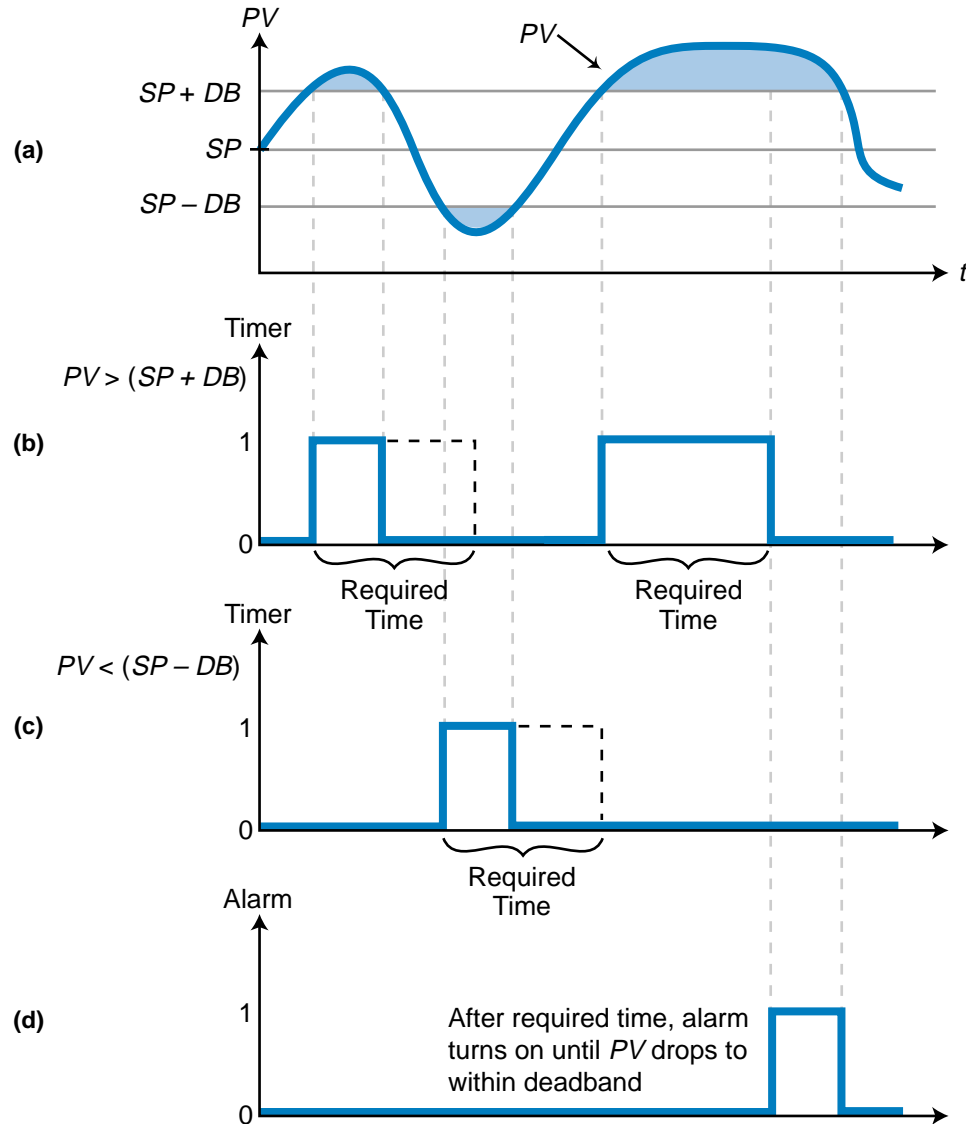 PV
PV
SP + DB
(a)
SP
SP – DB
t
Timer
PV > (SP + DB)
(b)
1
0
Required
Time
Required
Time
Timer
PV < (SP – DB)
(c)
1
0
Required
Time
Alarm
(d)
1
After required time, alarm
turns on until PV drops to
within deadband
0